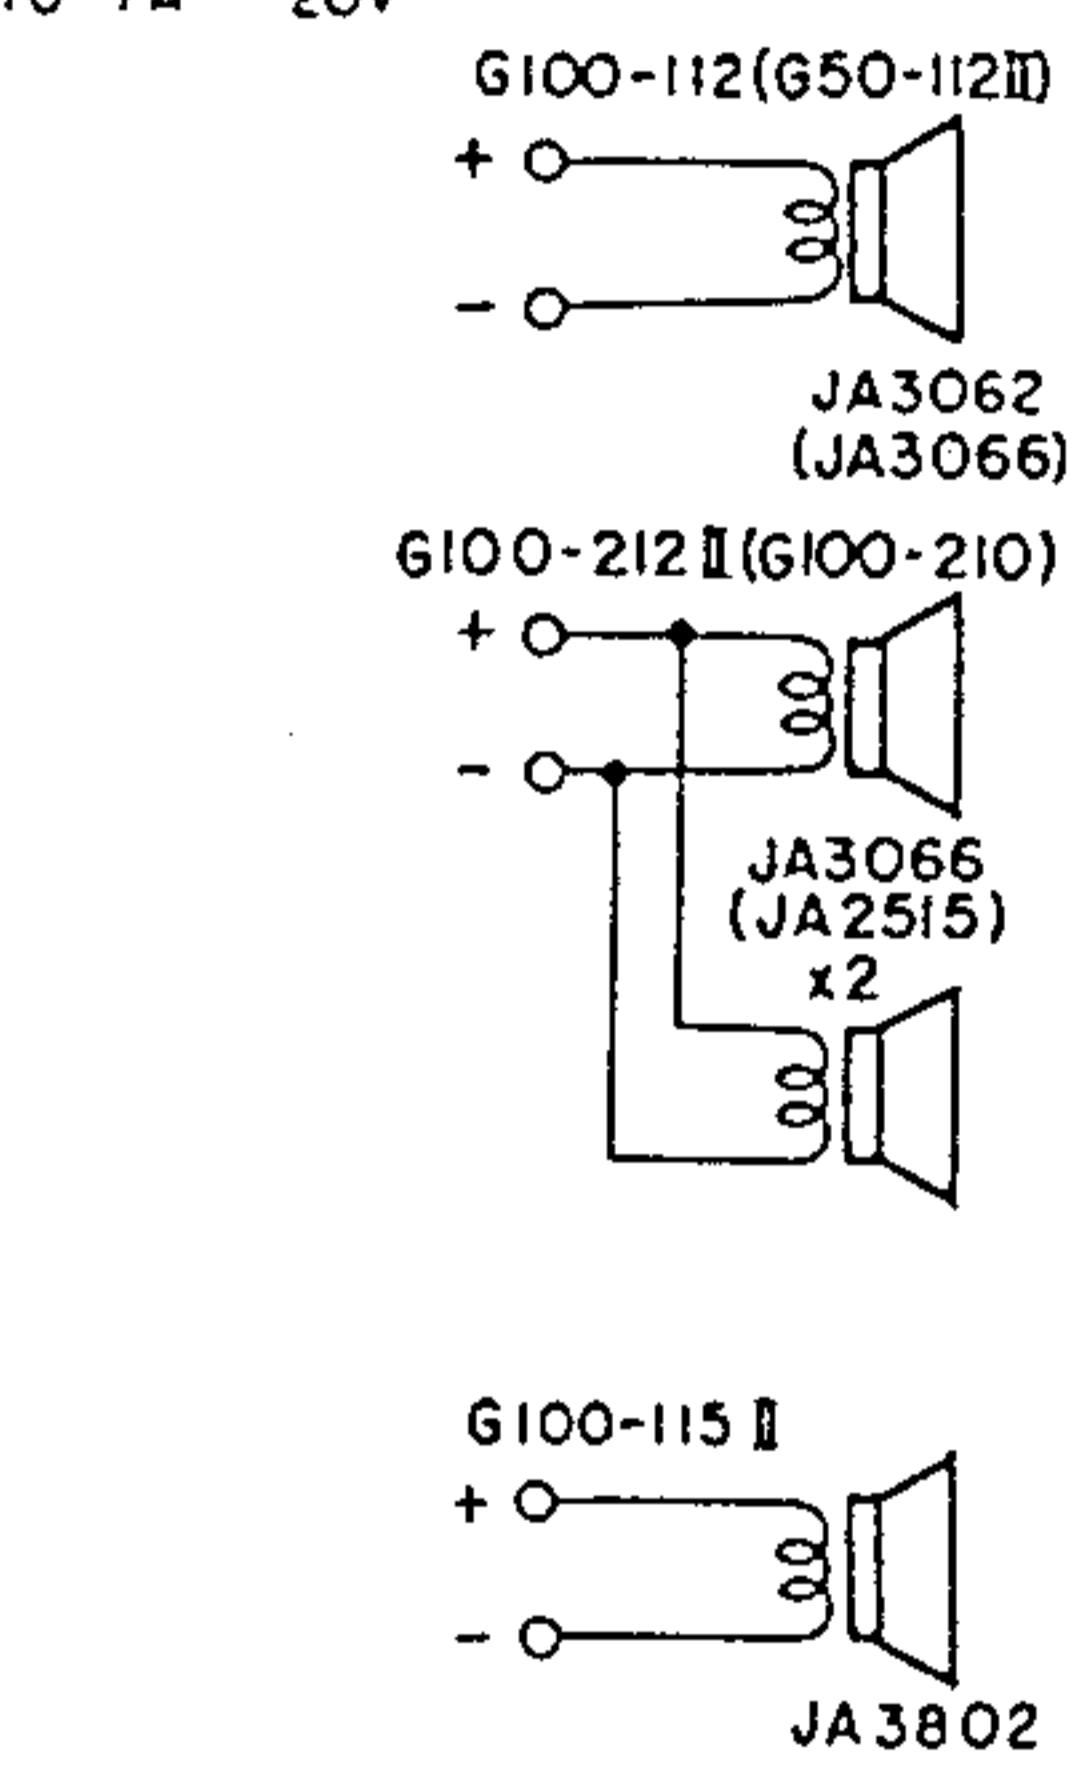 G100-112(G50-112II)
+
-
JA3062
(JA3066)
G100-212II(G100-210)
+
-
JA3066
(JA2515)
x2
G100-115II
+
-
JA3802